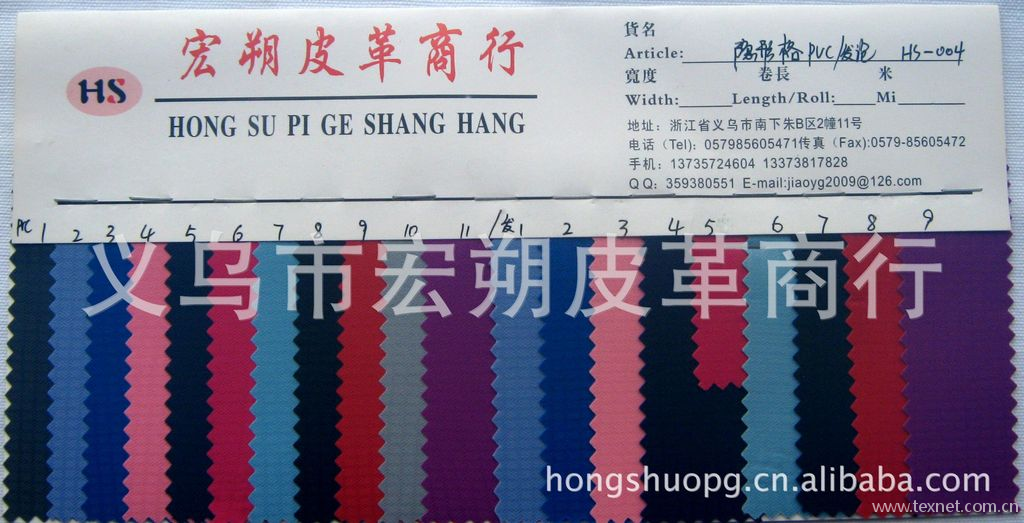 宏朔皮革商行
HS
HONG SU PI GE SHANG HANG
貨名
Article: 隐形格PVC/发泡 HS-004
寬度 卷長 米
Width: Length/Roll: Mi
地址: 浙江省义乌市南下朱B区2幢11号
电话 (Tel): 057985605471传真 (Fax):0579-85605472
手机: 13735724604 13373817828
QQ: 359380551 E-mail:jiaoyg2009@126.com
PVC 1 2 3 4 5 6 7 8 9 10 11 /发 1 2 3 4 5 6 7 8 9
义乌市宏朔皮革商行
hongshuopg.cn.alibaba.com
www.texnet.com.cn